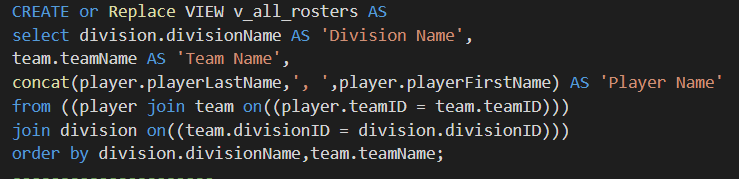 CREATE or Replace VIEW v_all_rosters AS
select division.divisionName AS 'Division Name',
team.teamName AS 'Team Name',
concat(player.playerLastName,', ',player.playerFirstName) AS 'Player Name'
from ((player join team on((player.teamID = team.teamID)))
join division on((team.divisionID = division.divisionID)))
order by division.divisionName,team.teamName;